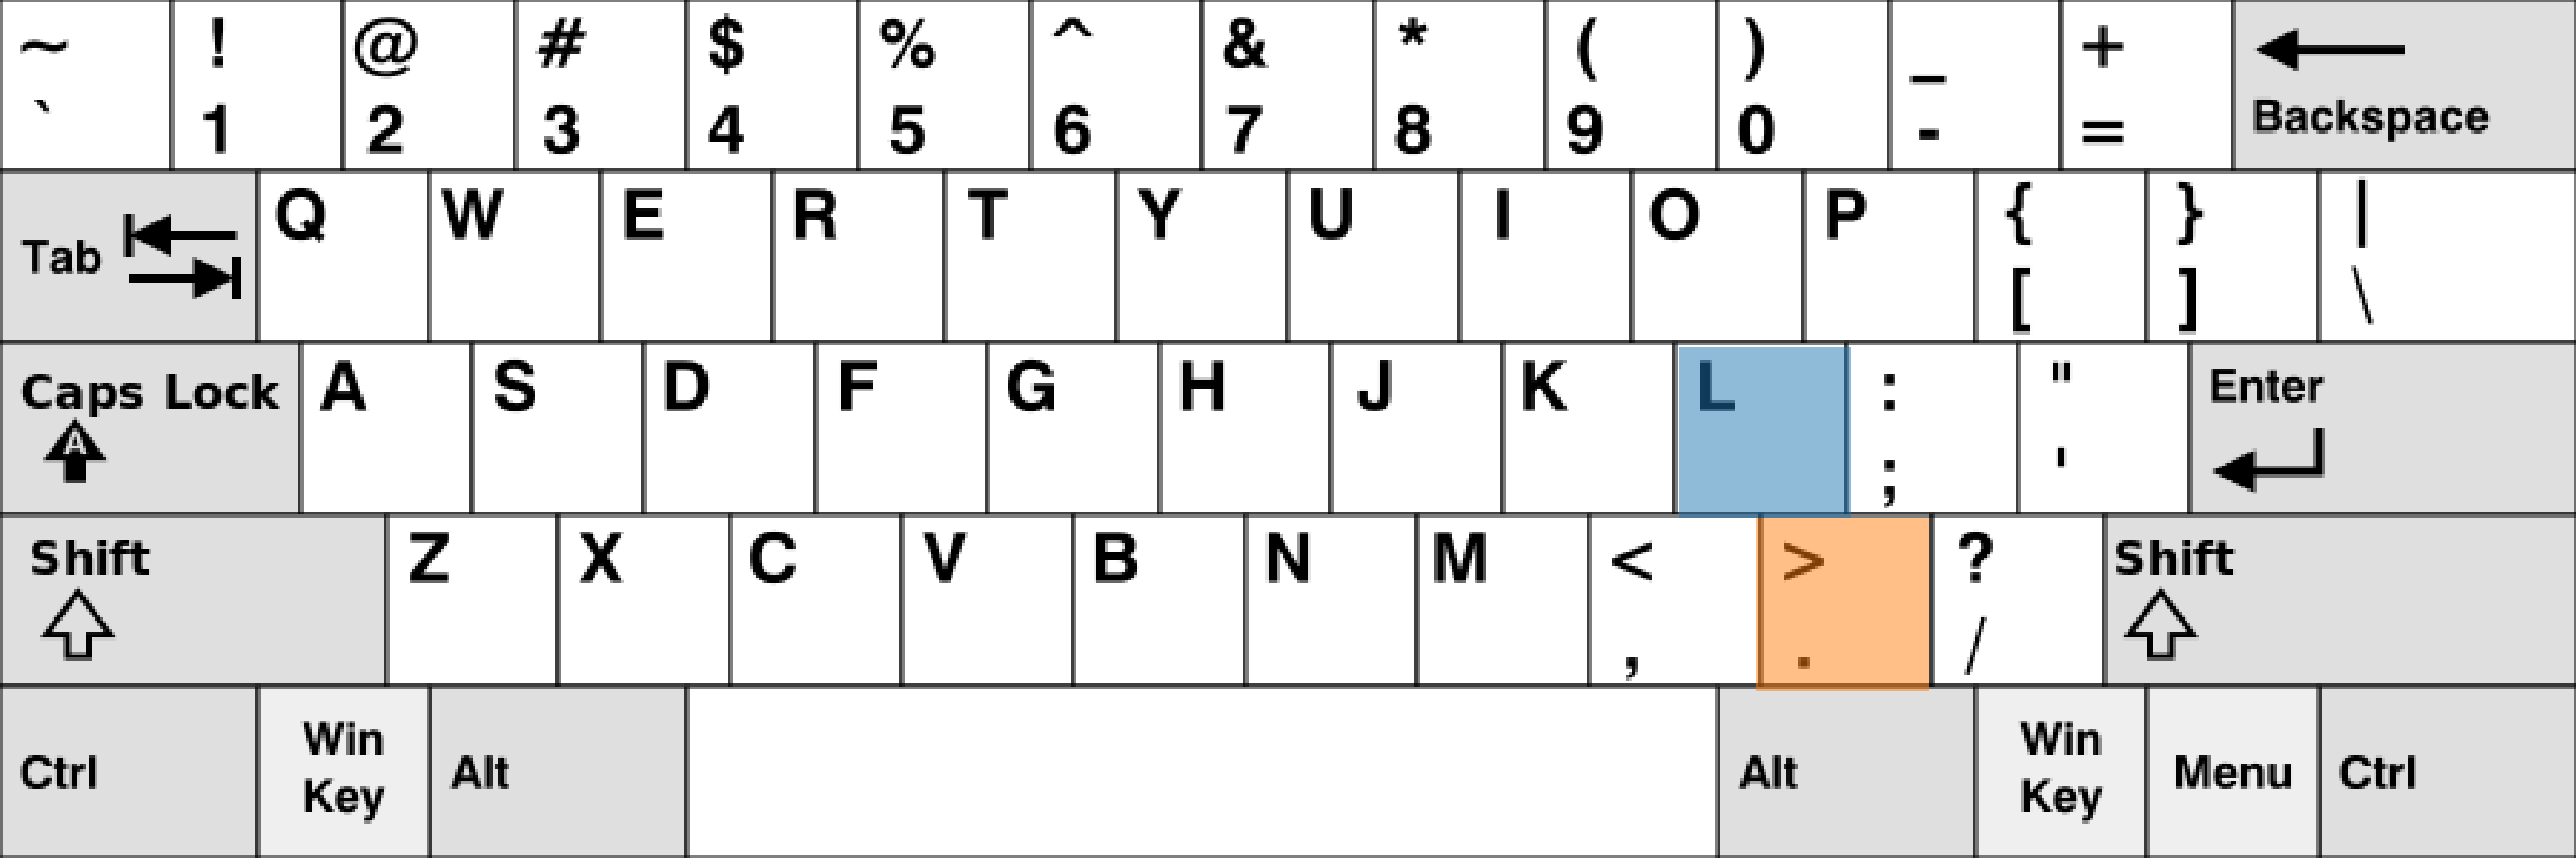 ~ ! @ # $ % ^ & * ( ) _ +
` 1 2 3 4 5 6 7 8 9 0 - = Backspace
Tab Q W E R T Y U I O P { } |
[ ] \
Caps Lock A S D F G H J K L : " Enter
A ; '
Shift Z X C V B N M < > ? Shift
, . /
Ctrl Win Key Alt Alt Win Key Menu Ctrl